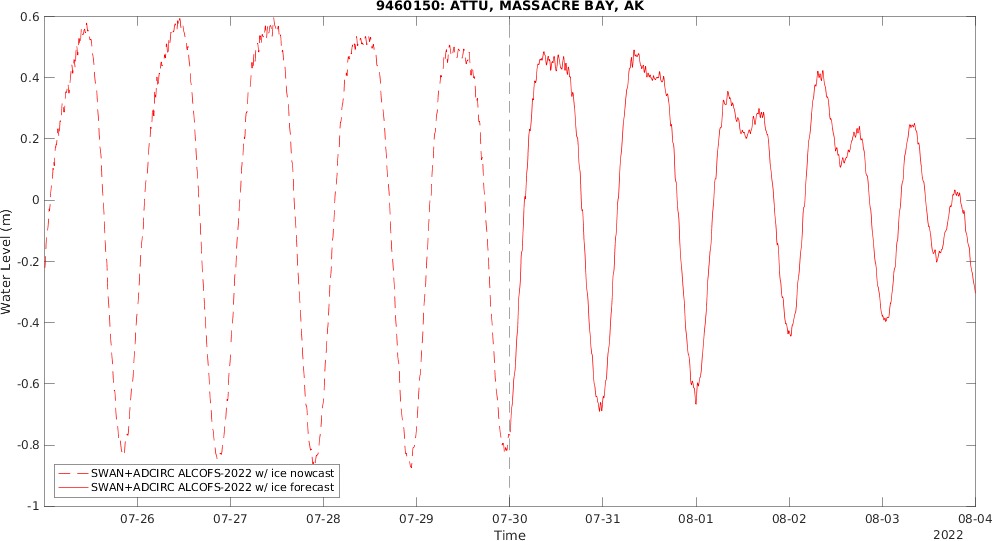 9460150: ATTU, MASSACRE BAY, AK
0.6
0.4
0.2
0
-0.2
-0.4
-0.6
-0.8
-1
Water Level (m)
SWAN+ADCIRC ALCOFS-2022 w/ ice nowcast
SWAN+ADCIRC ALCOFS-2022 w/ ice forecast
07-26 07-27 07-28 07-29 07-30 07-31 08-01 08-02 08-03 08-04
Time
2022